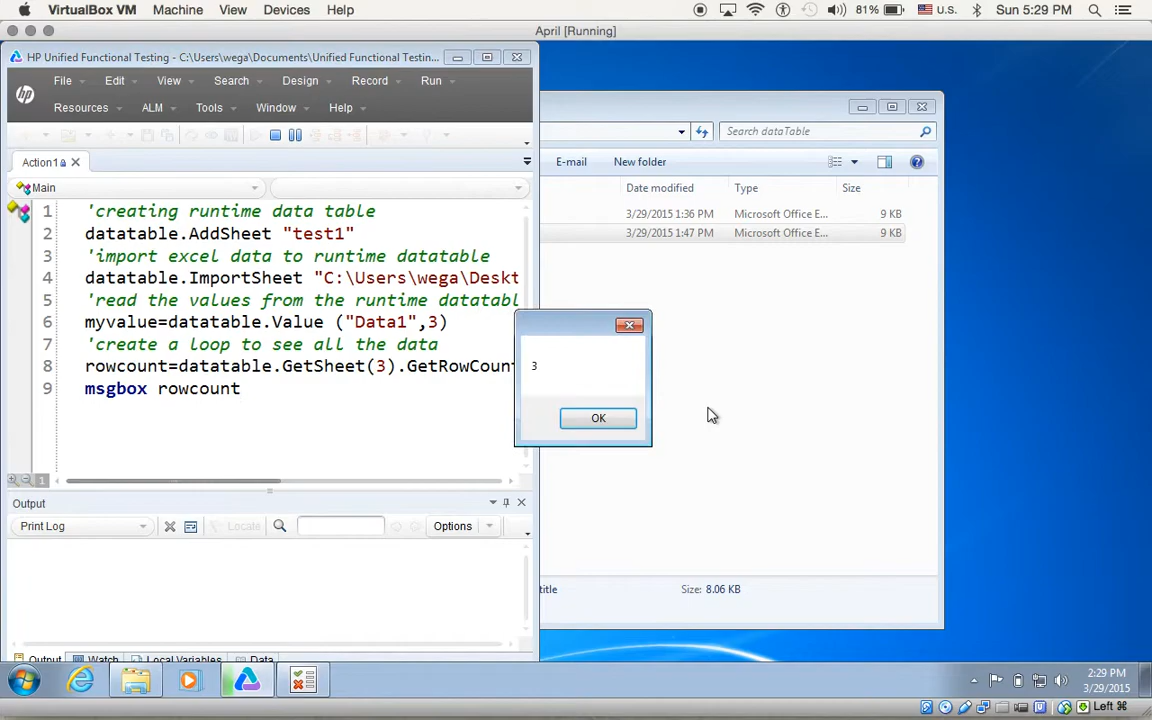 VirtualBox VM Machine View Devices Help 81% U.S. Sun 5:29 PM
April [Running]
HP Unified Functional Testing - C:\Users\wega\Documents\Unified Functional Testin...
File Edit View Search Design Record Run
hp
Resources ALM Tools Window Help
Search dataTable
Action1
E-mail New folder
Main
Date modified Type Size
3/29/2015 1:36 PM Microsoft Office E... 9 KB
3/29/2015 1:47 PM Microsoft Office E... 9 KB
1 'creating runtime data table
2 datatable.AddSheet "test1"
3 'import excel data to runtime datatable
4 datatable.ImportSheet "C:\Users\wega\Deskt
5 'read the values from the runtime datatabl
6 myvalue=datatable.Value ("Data1",3)
7 'create a loop to see all the data
8 rowcount=datatable.GetSheet(3).GetRowCount
9 msgbox rowcount
3
OK
1
Output
Print Log Locate Options
title Size: 8.06 KB
Output Watch Local Variables Data
2:29 PM
3/29/2015
Left ⌘